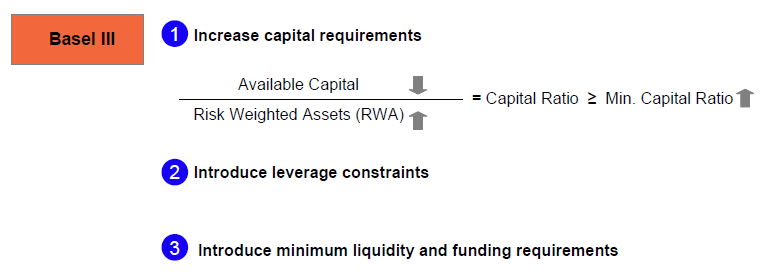 Basel III
1 Increase capital requirements
Available Capital
Risk Weighted Assets (RWA)
= Capital Ratio ≥ Min. Capital Ratio
2 Introduce leverage constraints
3 Introduce minimum liquidity and funding requirements